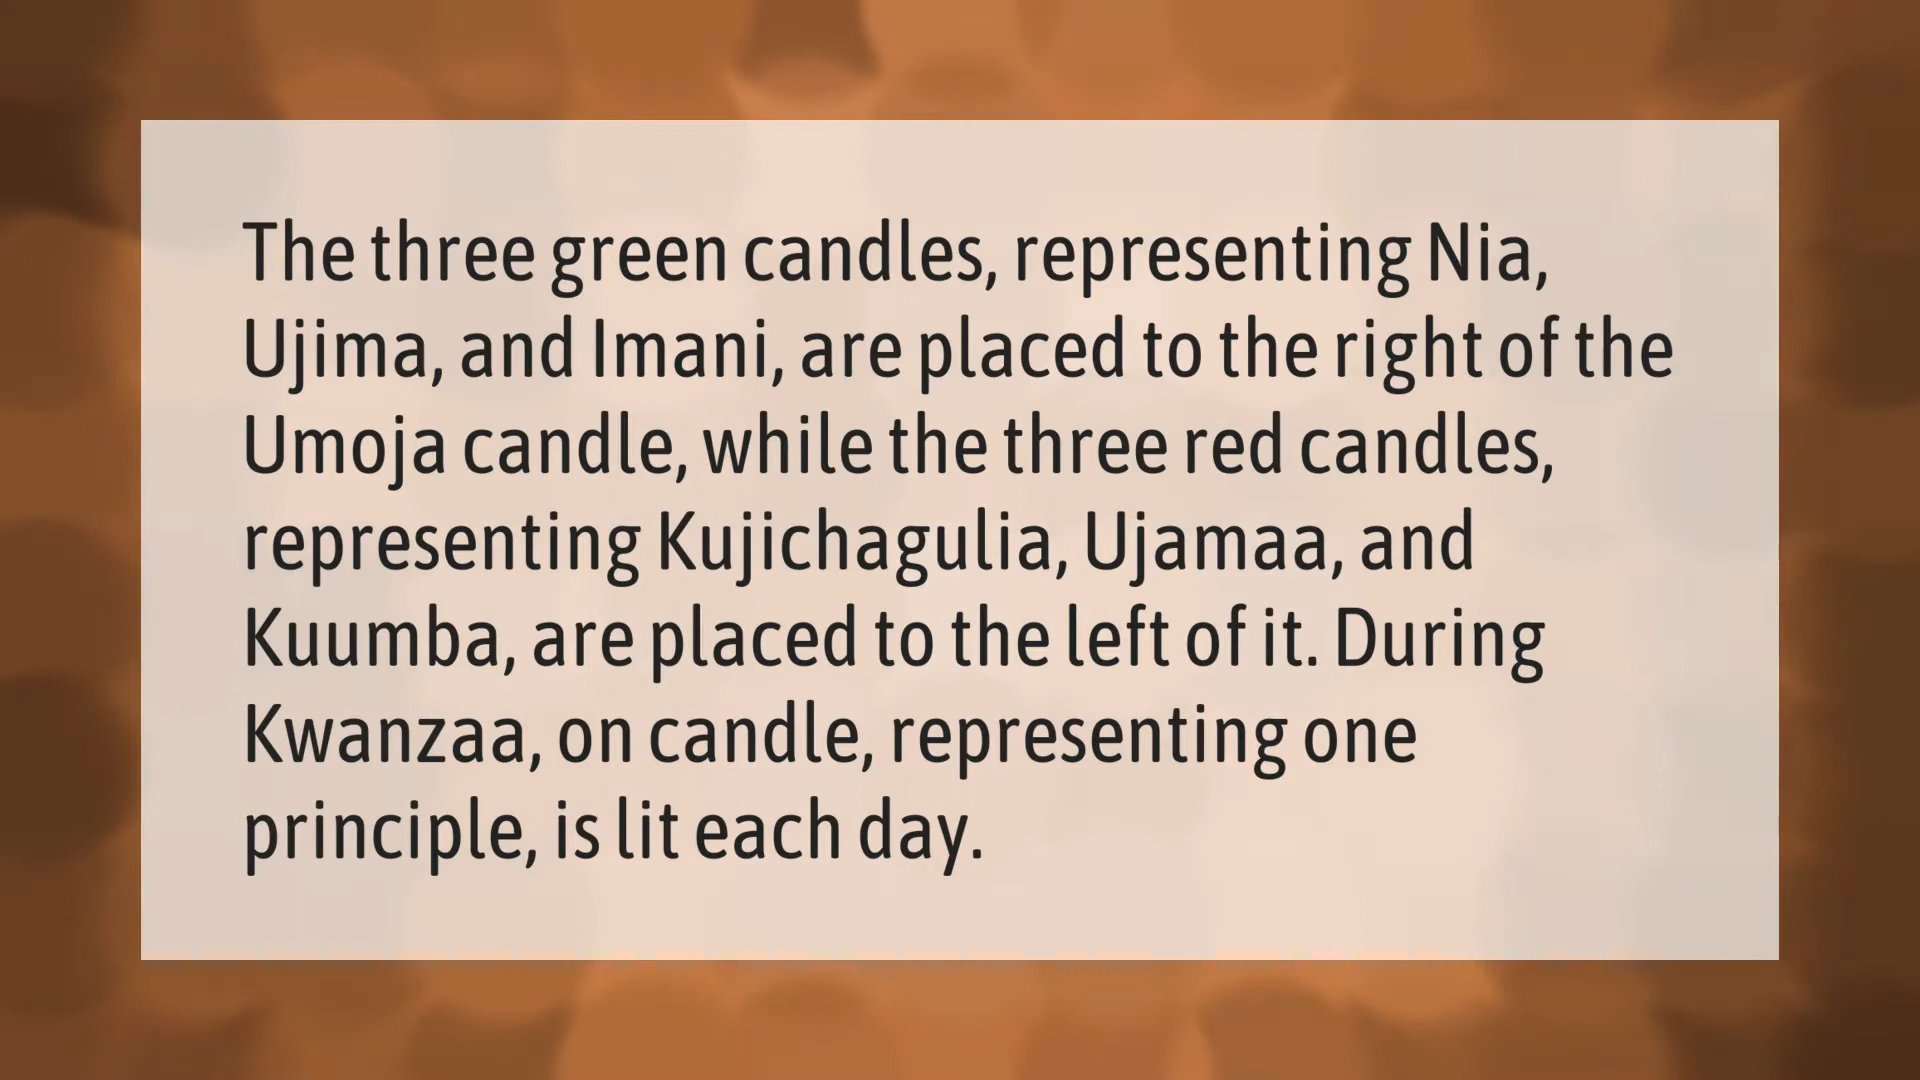 The three green candles, representing Nia,
Ujima, and Imani, are placed to the right of the
Umoja candle, while the three red candles,
representing Kujichagulia, Ujamaa, and
Kuumba, are placed to the left of it. During
Kwanzaa, on candle, representing one
principle, is lit each day.